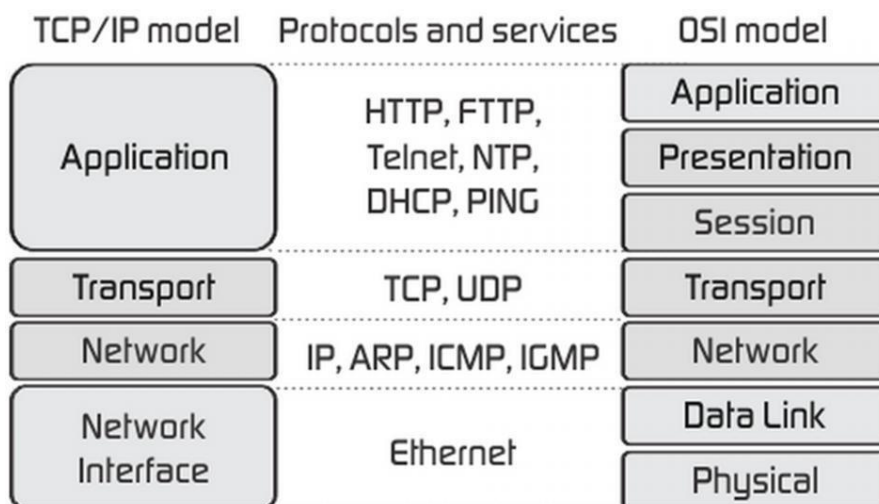 TCP/IP model Protocols and services OSI model
Application
HTTP, FTTP,
Telnet, NTP,
DHCP, PING
Application
Presentation
Session
Transport
TCP, UDP
Transport
Network
IP, ARP, ICMP, IGMP
Network
Network
Interface
Ethernet
Data Link
Physical